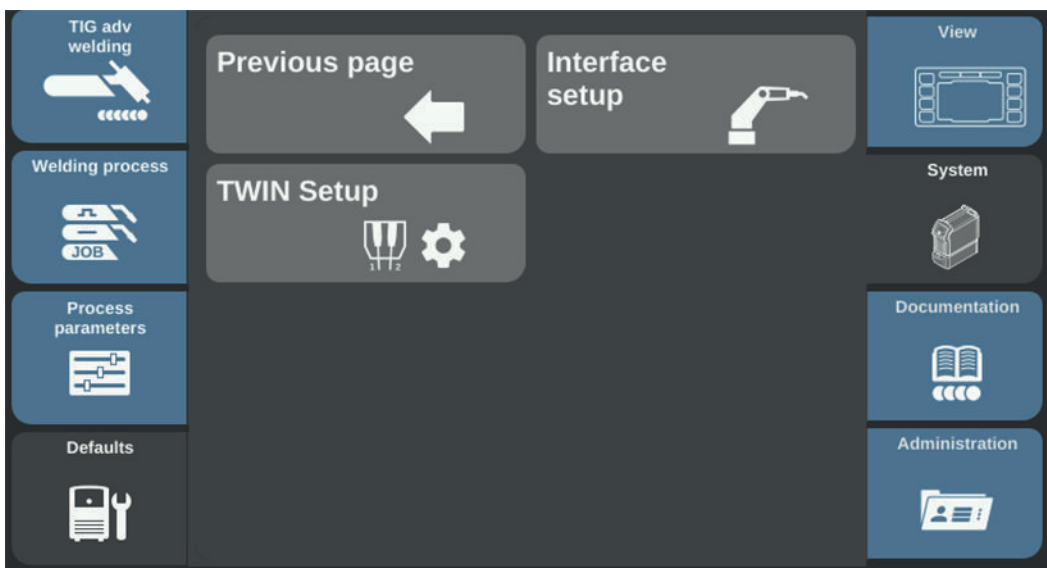 TIG adv
welding
Welding process
JOB
Process
parameters
Defaults
Previous page
Interface
setup
TWIN Setup
1 2
View
System
Documentation
Administration